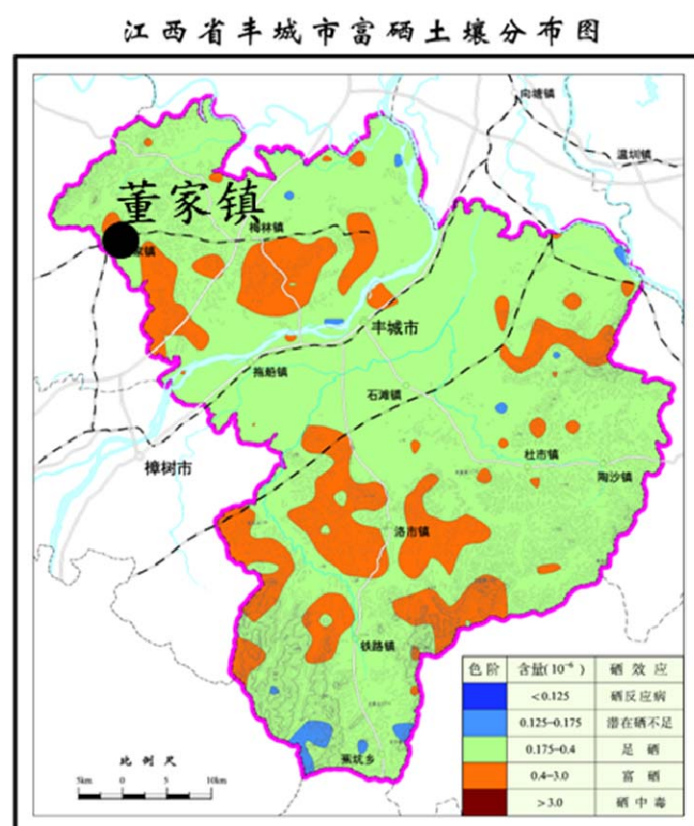 江西省丰城市富硒土壤分布图
向塘镇
温圳镇
董家镇
梅林镇
丰城市
拖船镇
石滩镇
樟树市
杜市镇
陶沙镇
洛市镇
铁路镇
蕉坑乡
比例尺
5km 0 5 10km
色阶 含量(10⁻⁶) 硒效应
<0.125 硒反应病
0.125-0.175 潜在硒不足
0.175-0.4 足硒
0.4-3.0 富硒
>3.0 硒中毒